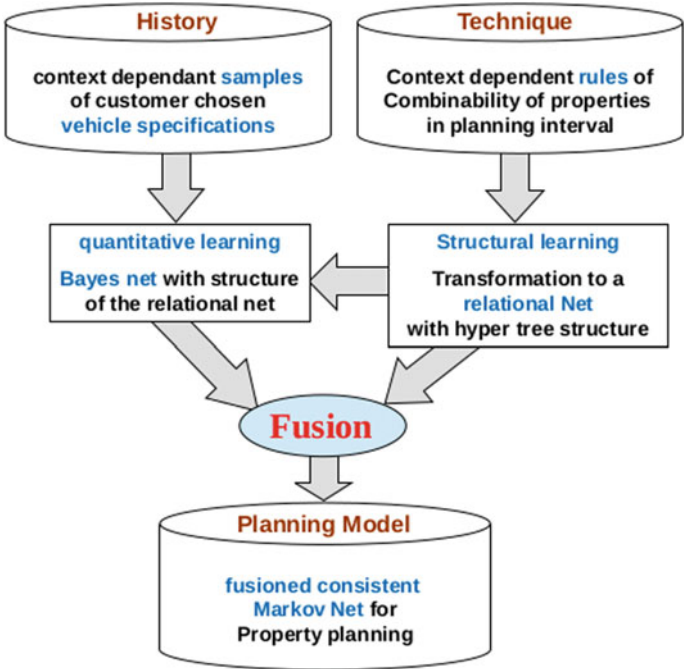 History
context dependant samples
of customer chosen
vehicle specifications
Technique
Context dependent rules of
Combinability of properties
in planning interval
quantitative learning
Bayes net with structure
of the relational net
Structural learning
Transformation to a
relational Net
with hyper tree structure
Fusion
Planning Model
fusioned consistent
Markov Net for
Property planning